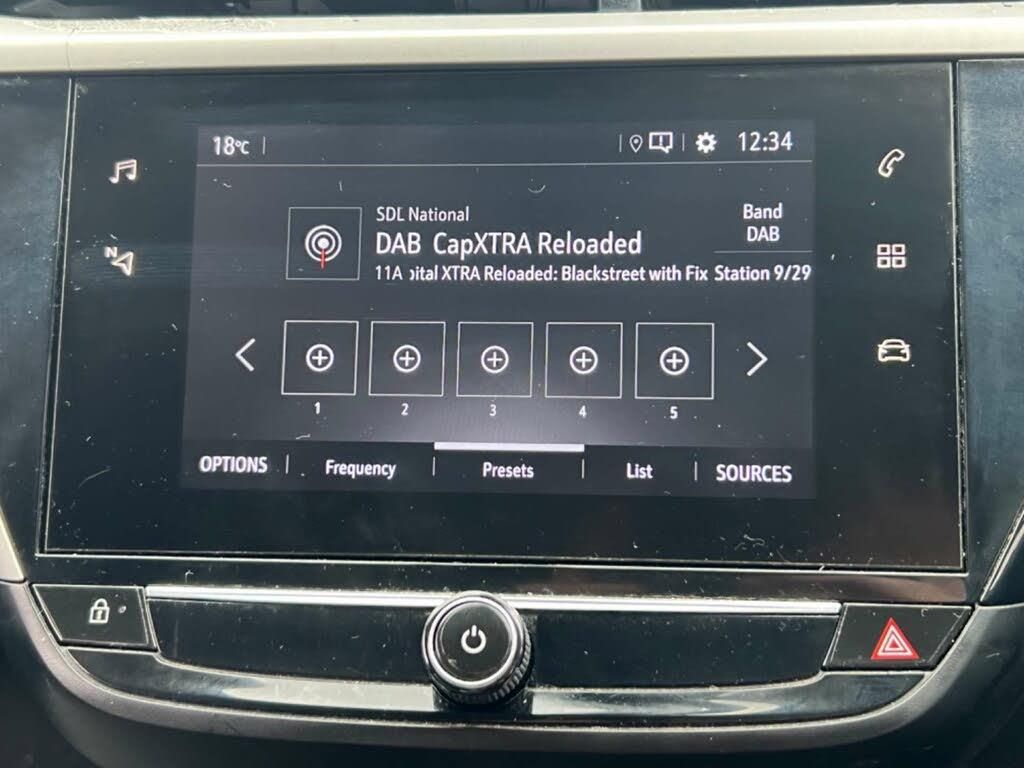 18°C
12:34
N
SDL National
DAB CapXTRA Reloaded
11A ital XTRA Reloaded: Blackstreet with Fix
Band
DAB
Station 9/29
1 2 3 4 5
OPTIONS Frequency Presets List SOURCES